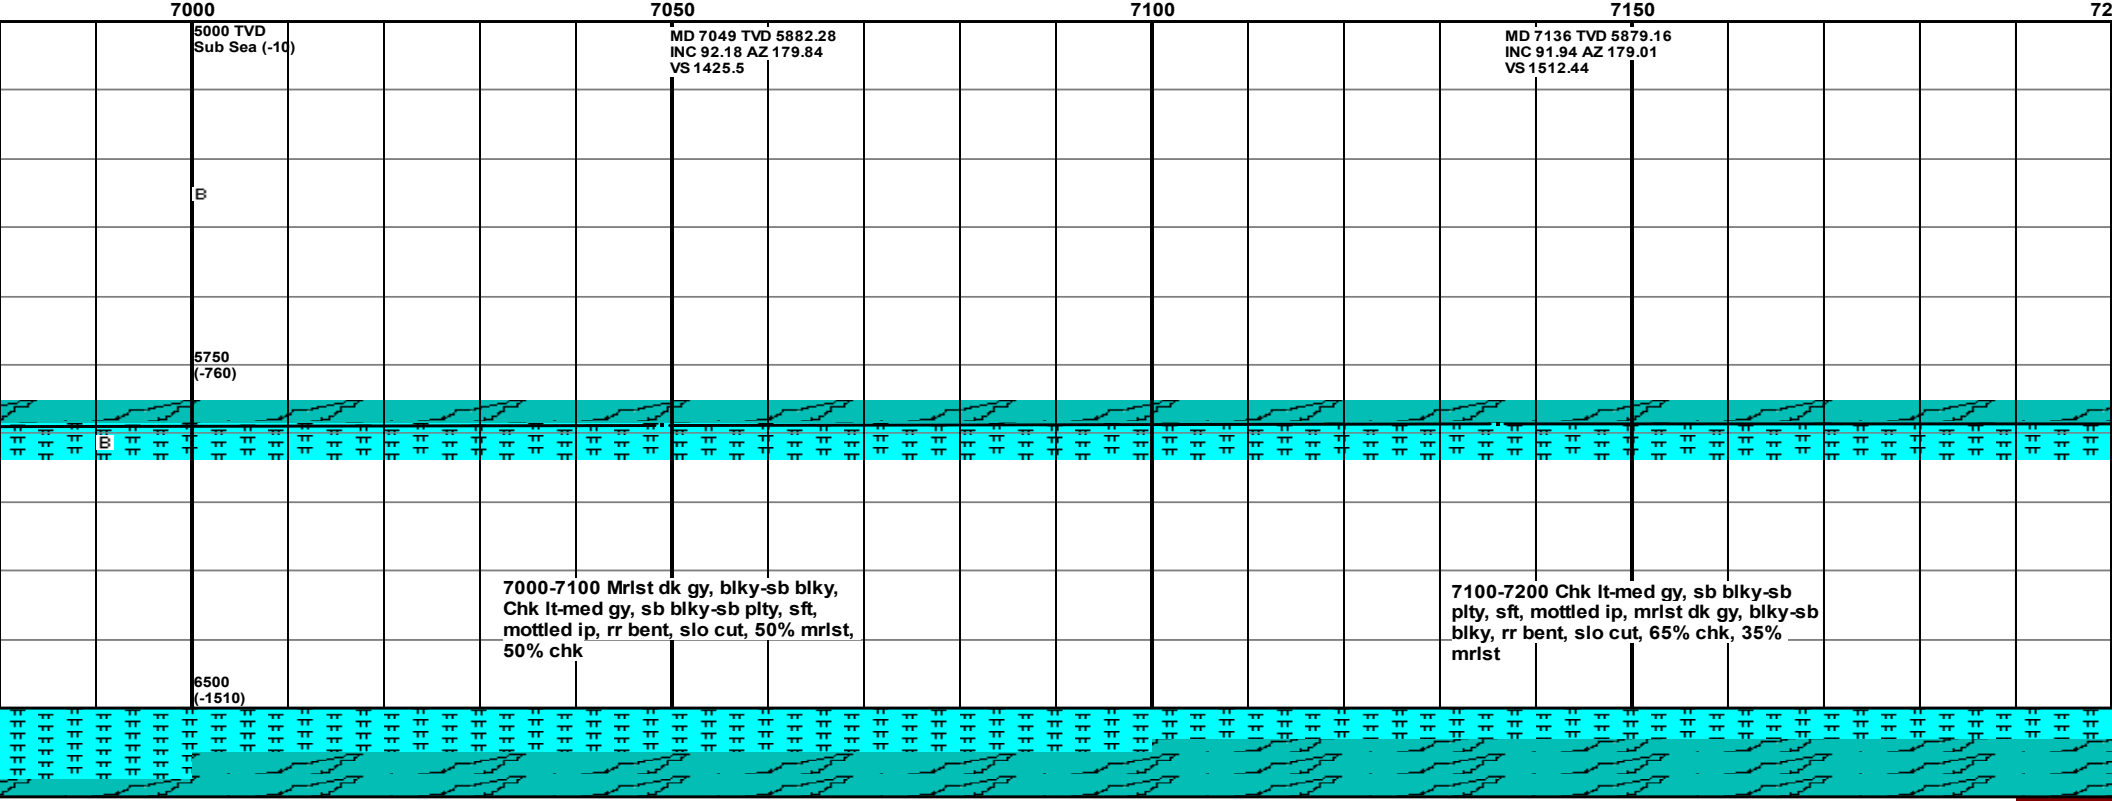 7000 7050 7100 7150 72
5000 TVD
Sub Sea (-10)
MD 7049 TVD 5882.28
INC 92.18 AZ 179.84
VS 1425.5
MD 7136 TVD 5879.16
INC 91.94 AZ 179.01
VS 1512.44
B
5750
(-760)
B
7000-7100 Mrlst dk gy, blky-sb blky,
Chk lt-med gy, sb blky-sb plty, sft,
mottled ip, rr bent, slo cut, 50% mrlst,
50% chk
7100-7200 Chk lt-med gy, sb blky-sb
plty, sft, mottled ip, mrlst dk gy, blky-sb
blky, rr bent, slo cut, 65% chk, 35%
mrlst
6500
(-1510)